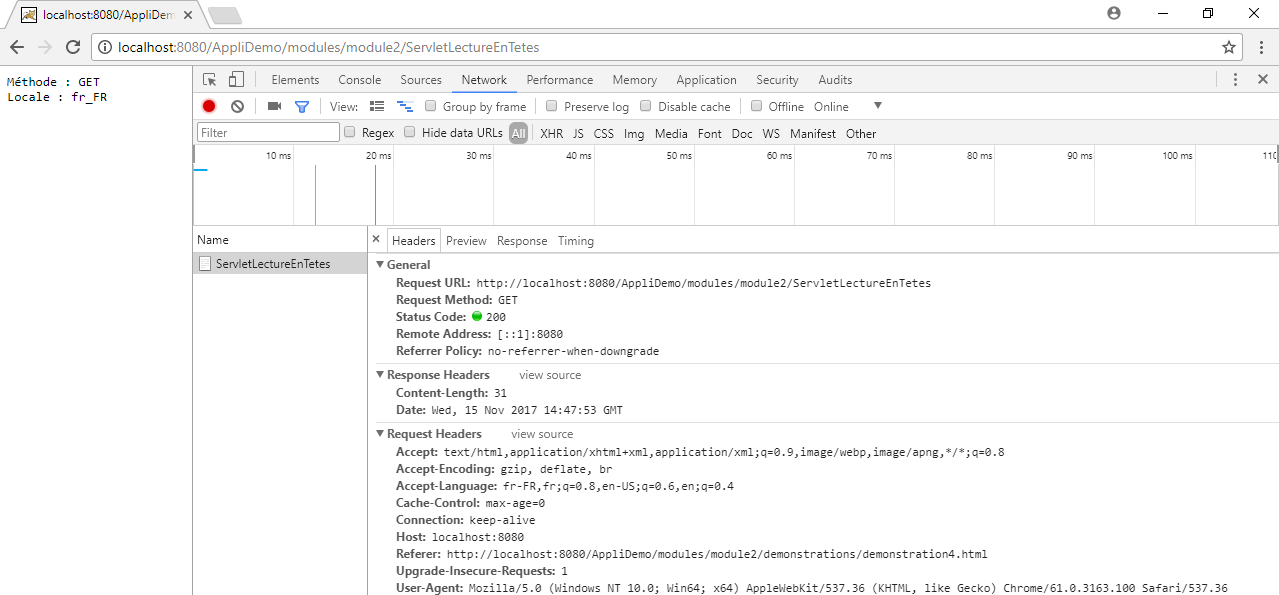 localhost:8080/AppliDem
localhost:8080/AppliDemo/modules/module2/ServletLectureEnTetes
Méthode : GET
Locale : fr_FR
Elements Console Sources Network Performance Memory Application Security Audits
View: Group by frame Preserve log Disable cache Offline Online
Filter Regex Hide data URLs All XHR JS CSS Img Media Font Doc WS Manifest Other
10 ms 20 ms 30 ms 40 ms 50 ms 60 ms 70 ms 80 ms 90 ms 100 ms 110
Name
Headers Preview Response Timing
ServletLectureEnTetes
General
Request URL: http://localhost:8080/AppliDemo/modules/module2/ServletLectureEnTetes
Request Method: GET
Status Code: 200
Remote Address: [::1]:8080
Referrer Policy: no-referrer-when-downgrade
Response Headers view source
Content-Length: 31
Date: Wed, 15 Nov 2017 14:47:53 GMT
Request Headers view source
Accept: text/html,application/xhtml+xml,application/xml;q=0.9,image/webp,image/apng,*/*;q=0.8
Accept-Encoding: gzip, deflate, br
Accept-Language: fr-FR,fr;q=0.8,en-US;q=0.6,en;q=0.4
Cache-Control: max-age=0
Connection: keep-alive
Host: localhost:8080
Referer: http://localhost:8080/AppliDemo/modules/module2/demonstrations/demonstration4.html
Upgrade-Insecure-Requests: 1
User-Agent: Mozilla/5.0 (Windows NT 10.0; Win64; x64) AppleWebKit/537.36 (KHTML, like Gecko) Chrome/61.0.3163.100 Safari/537.36